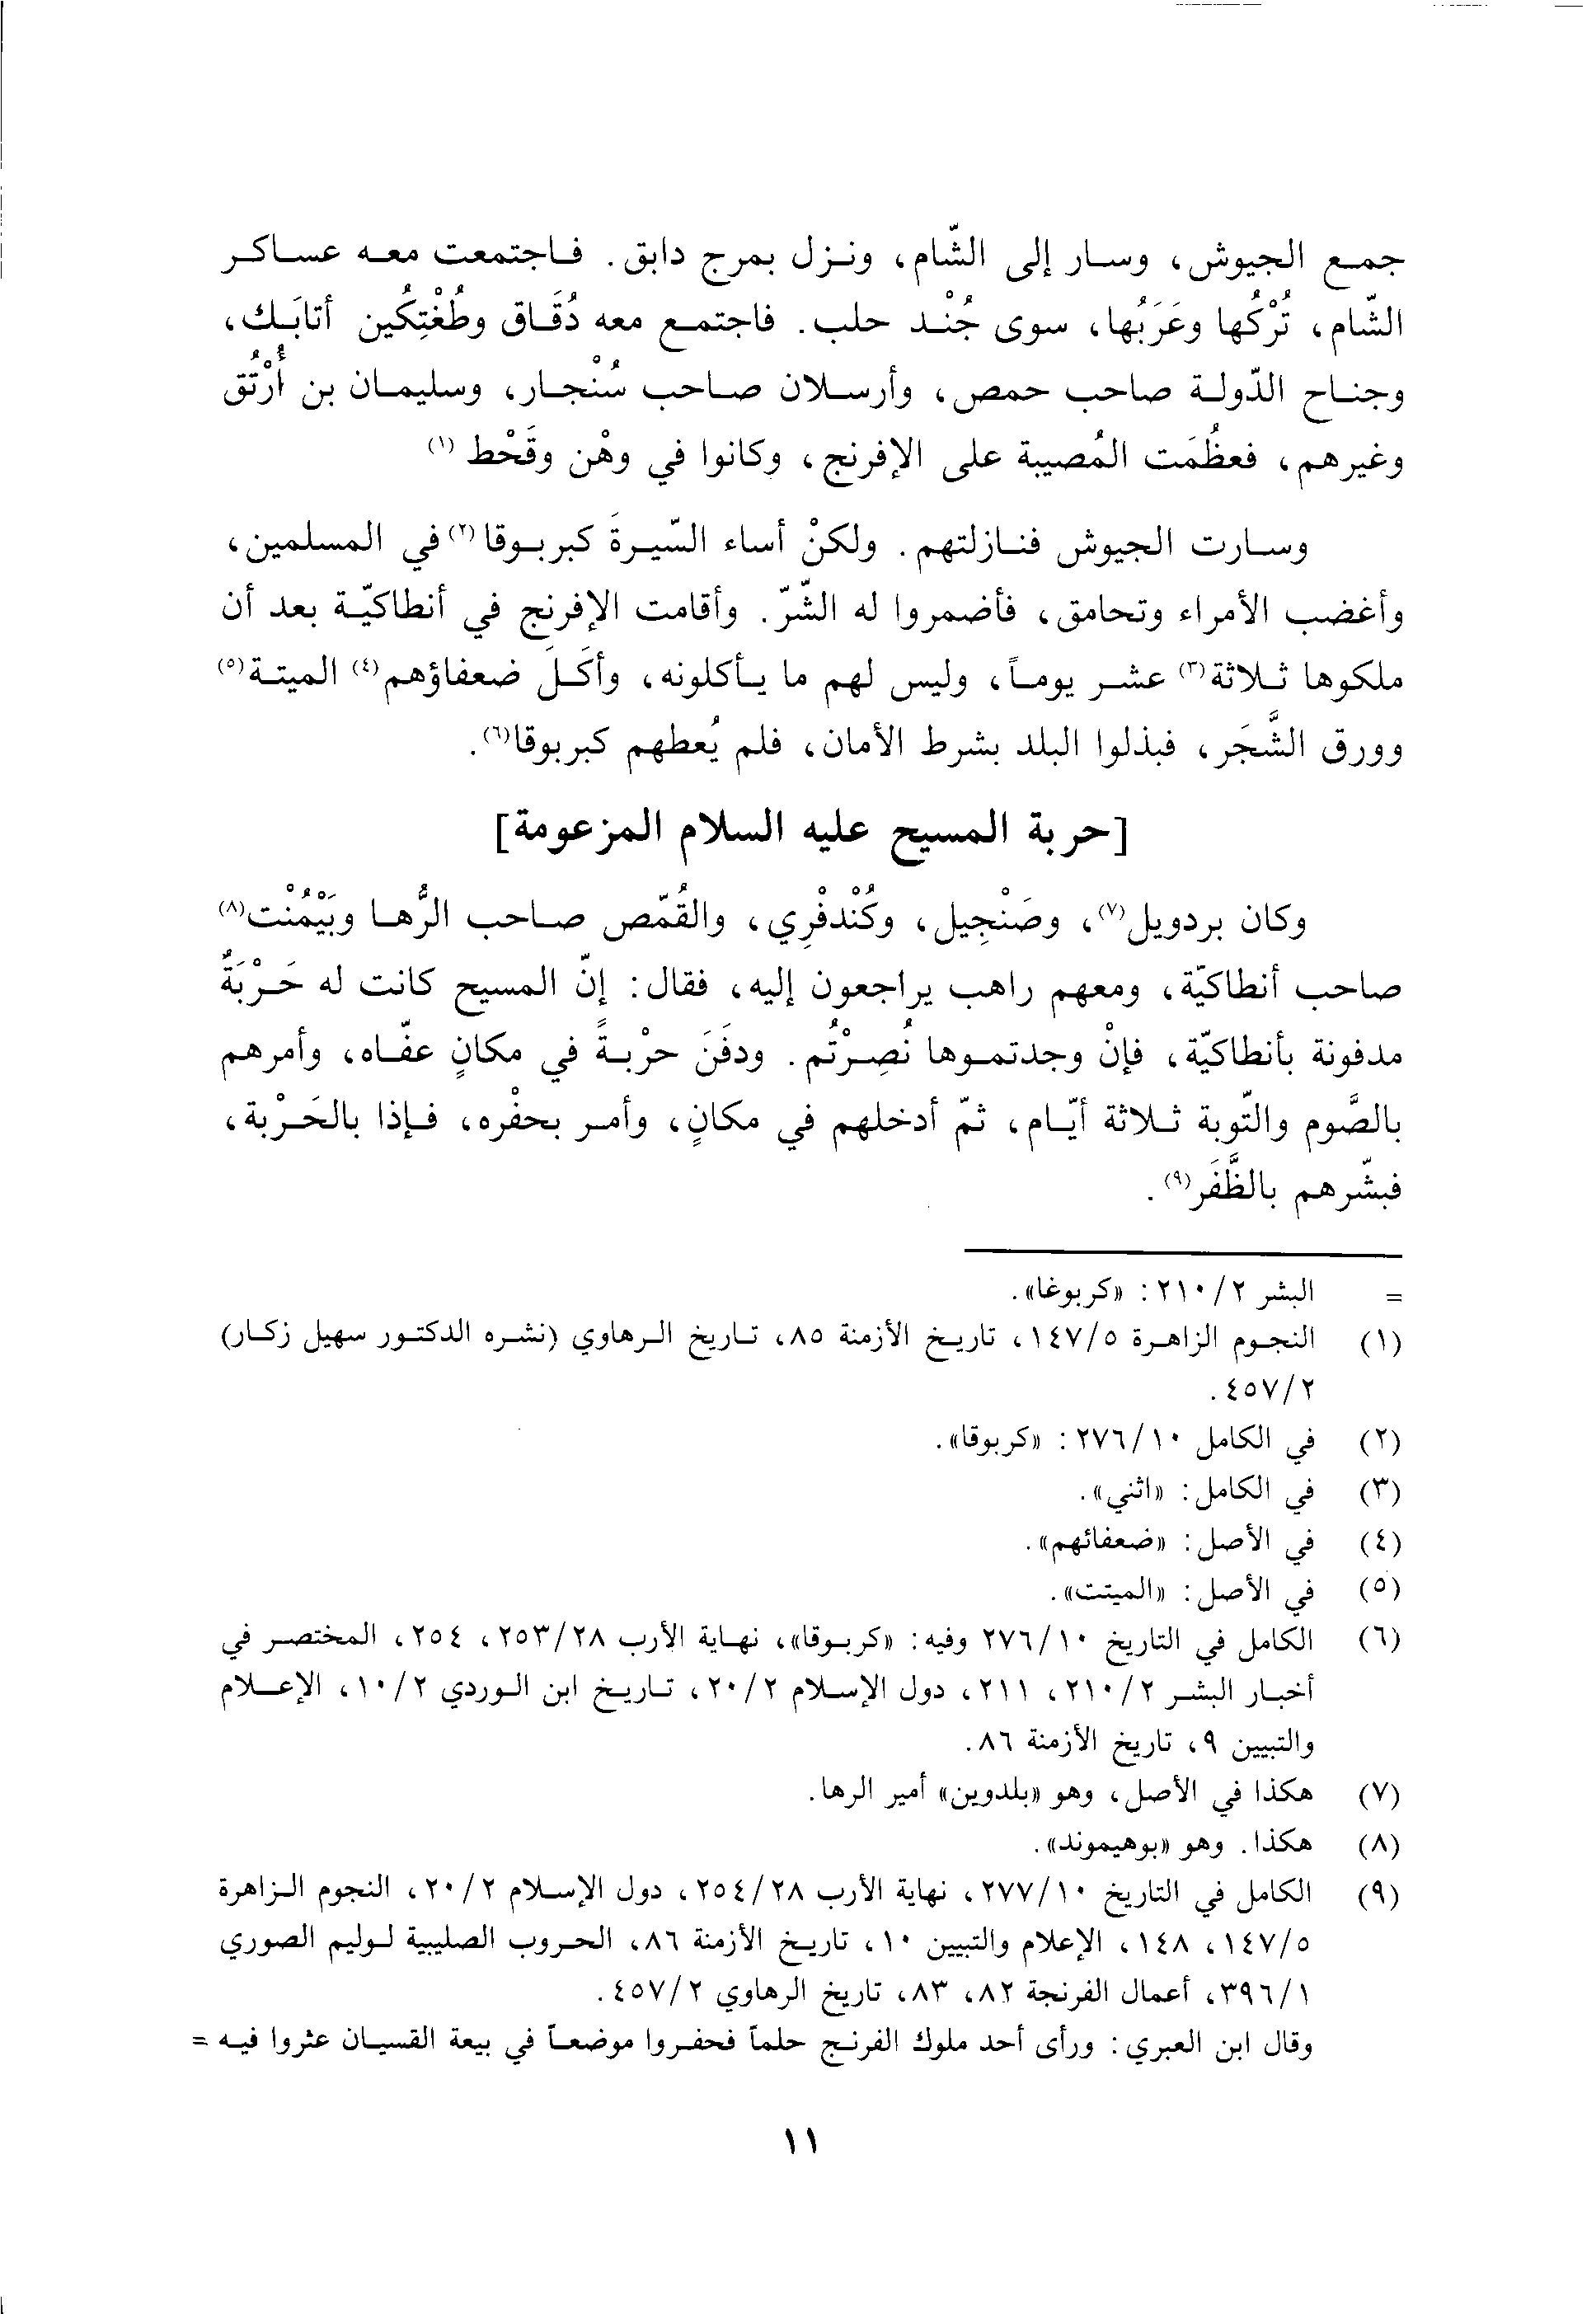 جمع الجيوش، وسار إلى الشّام، ونزل بمرج دابق. فاجتمعت معه عساكر
الشّام، تُرْكُها وعَرَبُها، سوى جُنْد حلب. فاجتمع معه دُقَاق وطُغْتِكُين أتابَك،
وجناح الدّولة صاحب حمص، وأرسلان صاحب سُنْجار، وسليمان بن أُرْتُق
وغيرهم، فعظُمَت المُصيبة على الإفرنج، وكانوا في وهْن وقَحْط (١)
وسارت الجيوش فنازلتهم. ولكنْ أساء السّيرةَ كبربوقا(٢) في المسلمين،
وأغضب الأمراء وتحامق، فأضمروا له الشّرّ. وأقامت الإفرنج في أنطاكيّة بعد أن
ملكوها ثلاثة(٣) عشر يوماً، وليس لهم ما يأكلونه، وأكَلَ ضعفاؤهم(٤) الميتة(٥)
وورق الشَّجَر، فبذلوا البلد بشرط الأمان، فلم يُعطهم كبربوقا(٦).
[حربة المسيح عليه السلام المزعومة]
وكان بردويل(٧)، وصَنْجِيل، وكُنْدفْرِي، والقُمّص صاحب الرُّها وبَيْمُنْت(٨)
صاحب أنطاكيّة، ومعهم راهب يراجعون إليه، فقال: إنّ المسيح كانت له حَرْبَةٌ
مدفونة بأنطاكيّة، فإنْ وجدتموها نُصِرْتُم. ودفَنَ حرْبةً في مكانٍ عفّاه، وأمرهم
بالصَّوم والتّوبة ثلاثة أيّام، ثمّ أدخلهم في مكانٍ، وأمر بحفْره، فإذا بالحَرْبة،
فبشّرهم بالظَّفَر(٩).
= البشر ٢/ ٢١٠: «كربوغا».
(١) النجوم الزاهرة ٥/ ١٤٧، تاريخ الأزمنة ٨٥، تاريخ الرهاوي (نشره الدكتور سهيل زكار)
٢/ ٤٥٧.
(٢) في الكامل ١٠/ ٢٧٦: «كربوقا».
(٣) في الكامل: «اثني».
(٤) في الأصل: «ضعفائهم».
(٥) في الأصل: «الميتت».
(٦) الكامل في التاريخ ١٠/ ٢٧٦ وفيه: «كربوقا»، نهاية الأرب ٢٨/ ٢٥٣، ٢٥٤، المختصر في
أخبار البشر ٢/ ٢١٠، ٢١١، دول الإسلام ٢/ ٢٠، تاريخ ابن الوردي ٢/ ١٠، الإعلام
والتبيين ٩، تاريخ الأزمنة ٨٦.
(٧) هكذا في الأصل، وهو «بلدوين» أمير الرها.
(٨) هكذا. وهو «بوهيموند».
(٩) الكامل في التاريخ ١٠/ ٢٧٧، نهاية الأرب ٢٨/ ٢٥٤، دول الإسلام ٢/ ٢٠، النجوم الزاهرة
٥/ ١٤٧، ١٤٨، الإعلام والتبيين ١٠، تاريخ الأزمنة ٨٦، الحروب الصليبية لوليم الصوري
١/ ٣٩٦، أعمال الفرنجة ٨٢، ٨٣، تاريخ الرهاوي ٢/ ٤٥٧.
وقال ابن العبري: ورأى أحد ملوك الفرنج حلماً فحفروا موضعاً في بيعة القسيان عثروا فيه =
١١